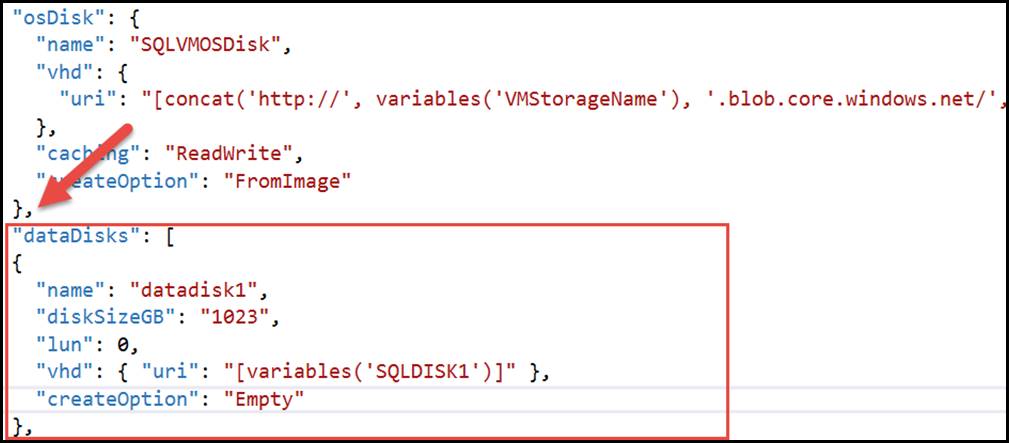 "osDisk": {
"name": "SQLVMOSDisk",
"vhd": {
"uri": "[concat('http://', variables('VMStorageName'), '.blob.core.windows.net/',
},
"caching": "ReadWrite",
"createOption": "FromImage"
},
"dataDisks": [
{
"name": "datadisk1",
"diskSizeGB": "1023",
"lun": 0,
"vhd": { "uri": "[variables('SQLDISK1')]" },
"createOption": "Empty"
},